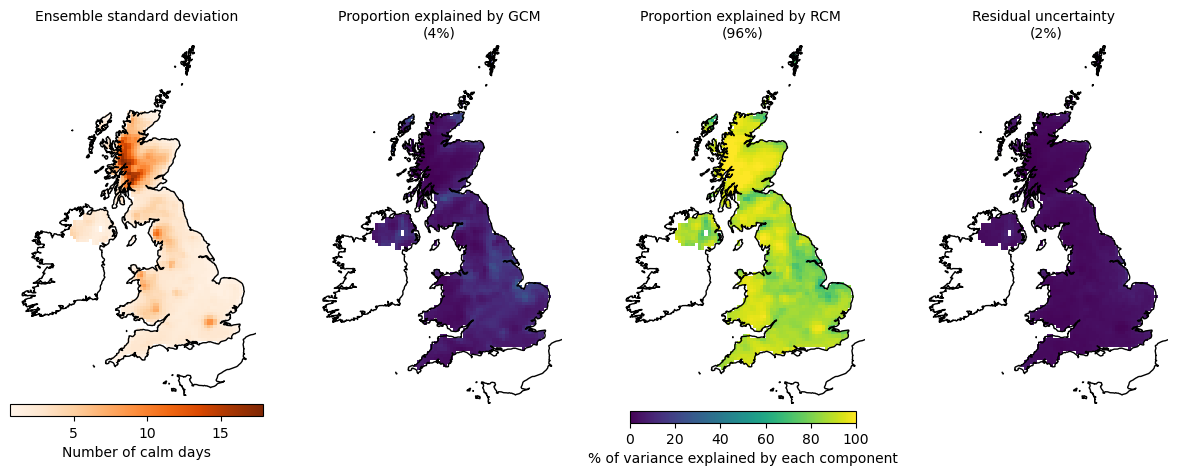 Ensemble standard deviation
Proportion explained by GCM
(4%)
Proportion explained by RCM
(96%)
Residual uncertainty
(2%)
5 10 15
Number of calm days
0 20 40 60 80 100
% of variance explained by each component